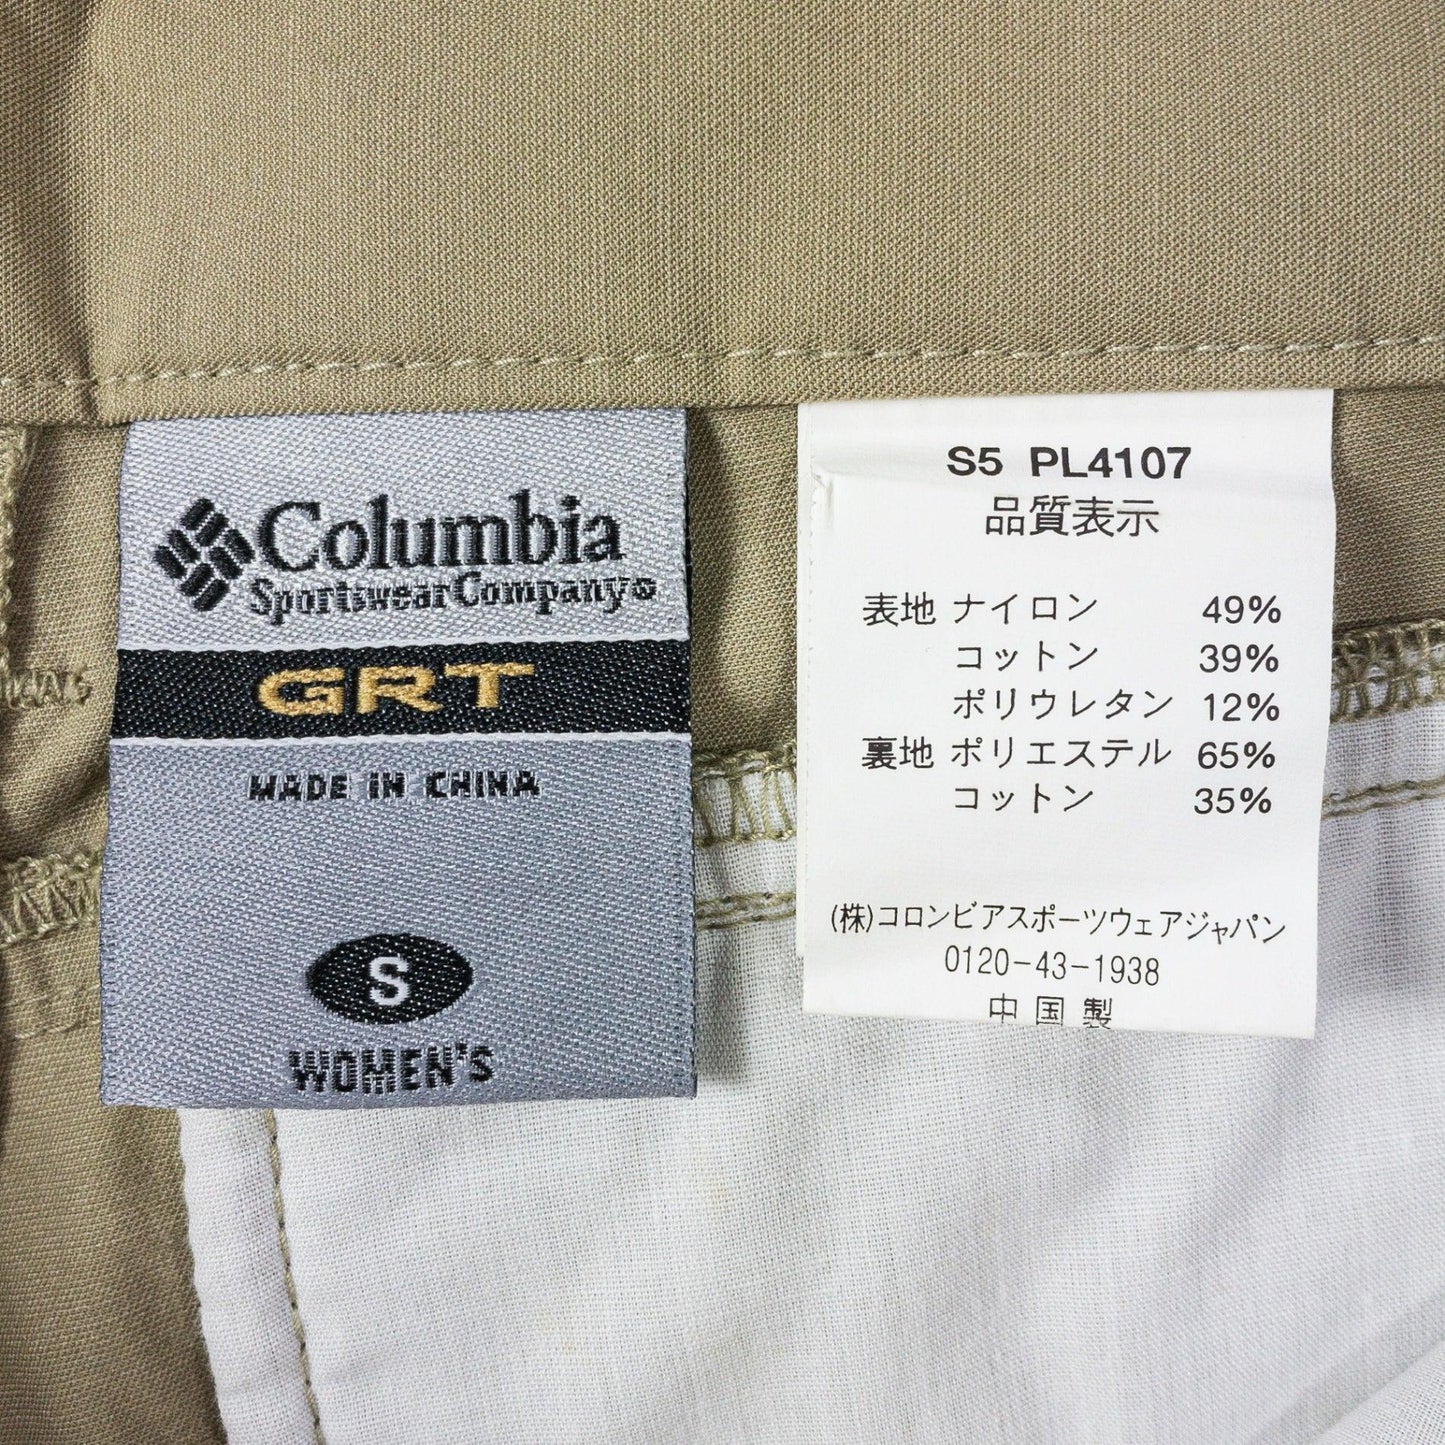 Columbia
Sportswear Company®
GRT
MADE IN CHINA
S
WOMEN'S
S5 PL4107
品質表示
表地 ナイロン 49%
コットン 39%
ポリウレタン 12%
裏地 ポリエステル 65%
コットン 35%
(株)コロンビアスポーツウェアジャパン
0120-43-1938
中国製